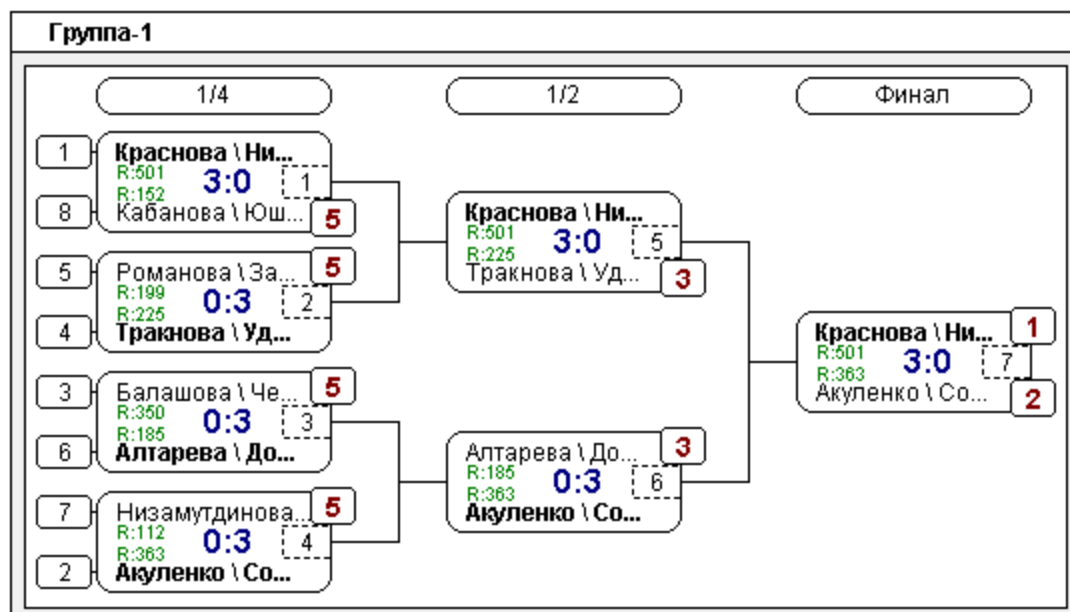 Группа-1
1/4
1/2
Финал
1
Краснова \ Ни...
R:501
3:0
1
R:152
8
Кабанова \ Юш...
5
5
Романова \ За...
5
R:199
0:3
2
R:225
4
Тракнова \ Уд...
3
Балашова \ Че...
5
R:350
0:3
3
R:185
6
Алтарева \ До...
7
Низамутдинова...
5
R:112
0:3
4
R:363
2
Акуленко \ Со...
Краснова \ Ни...
R:501
3:0
5
R:225
Тракнова \ Уд...
3
Алтарева \ До...
3
R:185
0:3
6
R:363
Акуленко \ Со...
Краснова \ Ни...
1
R:501
3:0
7
R:363
Акуленко \ Со...
2